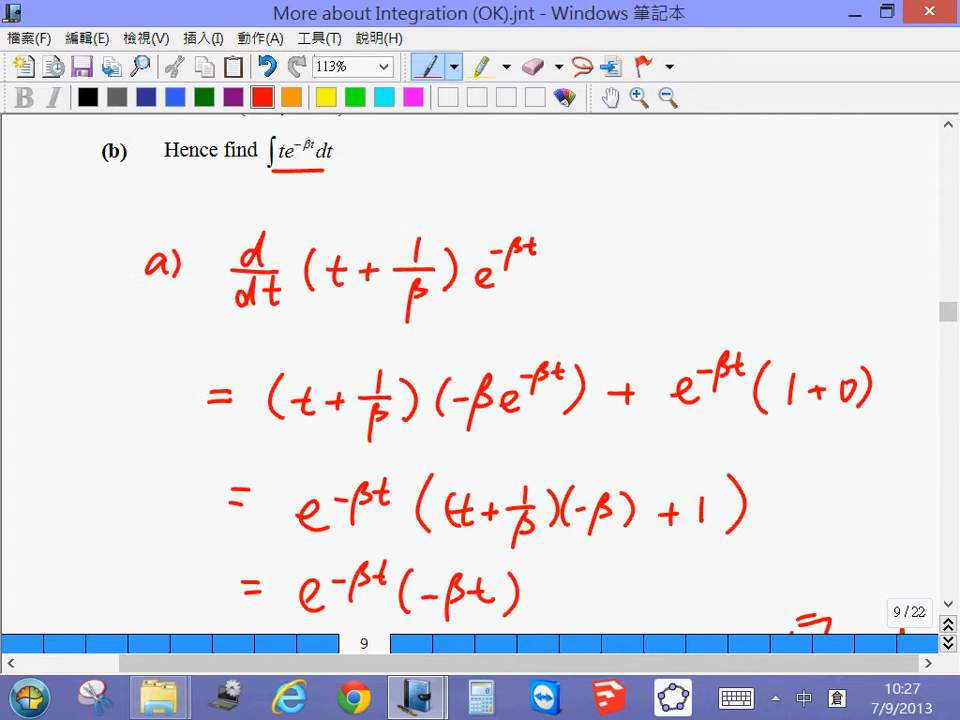 More about Integration (OK).jnt - Windows 筆記本
檔案(F) 編輯(E) 檢視(V) 插入(I) 動作(A) 工具(T) 說明(H)
113%
B I
(b) Hence find ∫ te^{-βt} dt
a) d/dt (t + 1/β) e^{-βt}
= (t + 1/β) (-βe^{-βt}) + e^{-βt} (1 + 0)
= e^{-βt} ((t + 1/β)(-β) + 1)
= e^{-βt} (-βt)
9 / 22
9
中 倉
10:27
7/9/2013